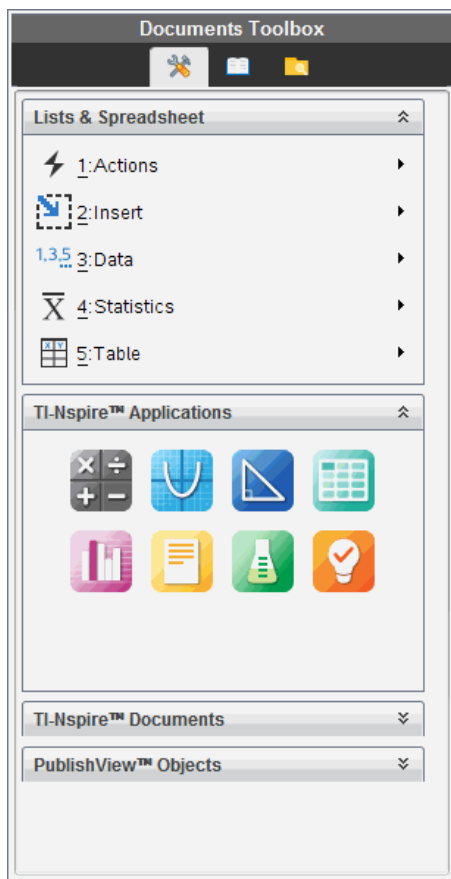 Documents Toolbox
Lists & Spreadsheet
1:Actions
2:Insert
1,3,5 3:Data
X 4:Statistics
X Y 5:Table
TI-Nspire™ Applications
TI-Nspire™ Documents
PublishView™ Objects